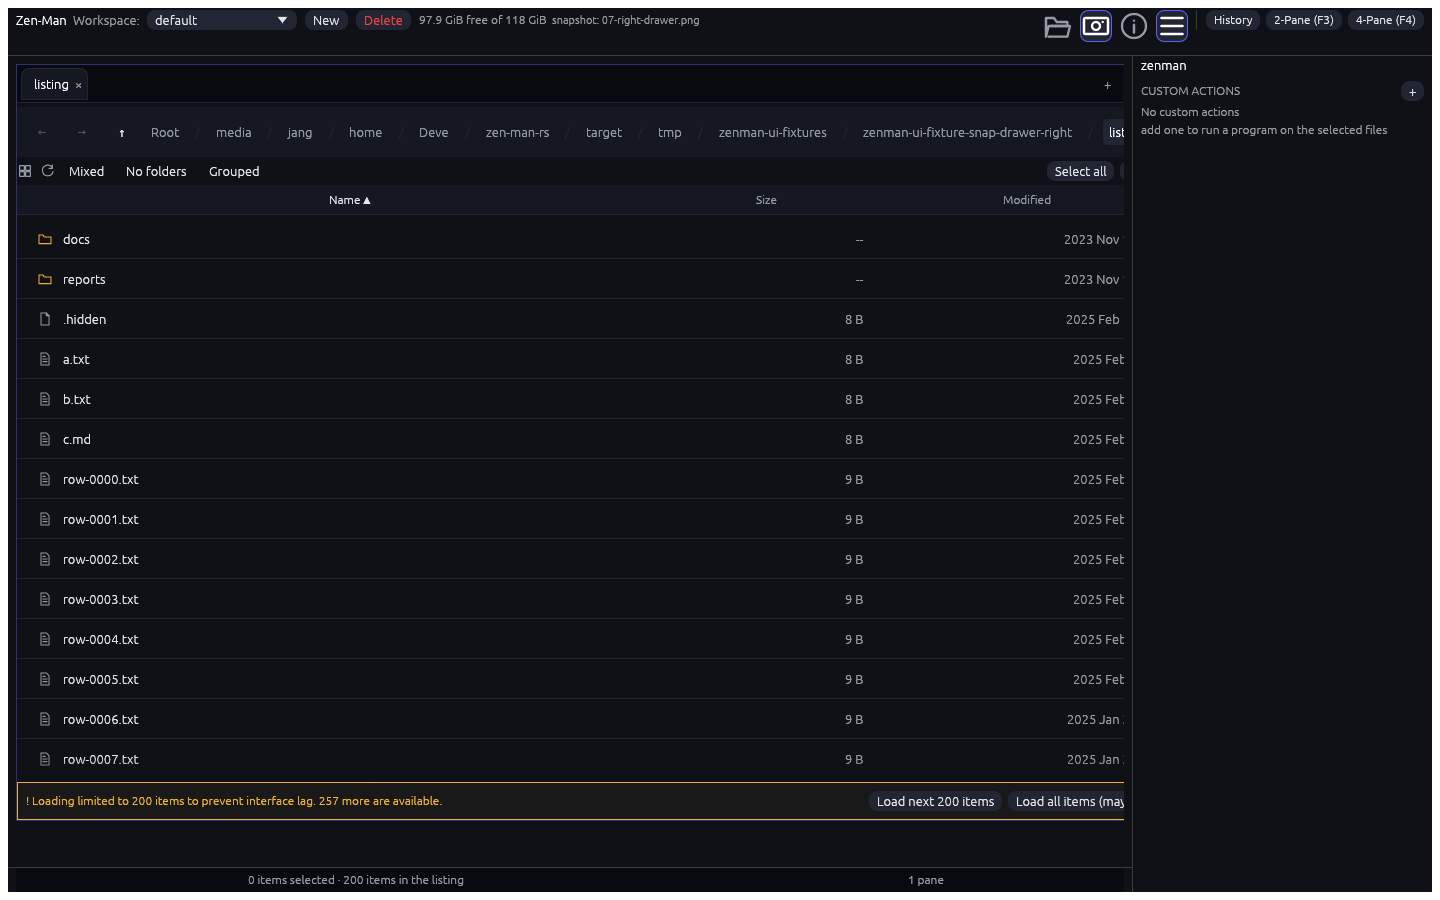 Zen-Man Workspace: default New Delete 97.9 GiB free of 118 GiB snapshot: 07-right-drawer.png History 2-Pane (F3) 4-Pane (F4)
listing × +
← → ↑ Root / media / jang / home / Deve / zen-man-rs / target / tmp / zenman-ui-fixtures / zenman-ui-fixture-snap-drawer-right / list
Mixed No folders Grouped Select all
Name ▲ Size Modified
docs -- 2023 Nov
reports -- 2023 Nov
.hidden 8 B 2025 Feb
a.txt 8 B 2025 Feb
b.txt 8 B 2025 Feb
c.md 8 B 2025 Feb
row-0000.txt 9 B 2025 Feb
row-0001.txt 9 B 2025 Feb
row-0002.txt 9 B 2025 Feb
row-0003.txt 9 B 2025 Feb
row-0004.txt 9 B 2025 Feb
row-0005.txt 9 B 2025 Feb
row-0006.txt 9 B 2025 Jan
row-0007.txt 9 B 2025 Jan
! Loading limited to 200 items to prevent interface lag. 257 more are available. Load next 200 items Load all items (may
0 items selected · 200 items in the listing 1 pane
zenman
CUSTOM ACTIONS +
No custom actions
add one to run a program on the selected files